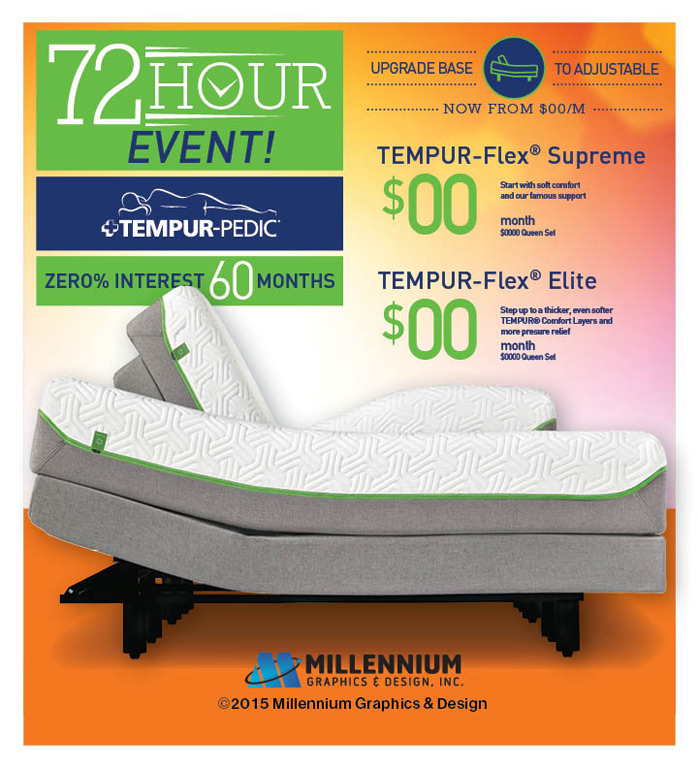 72 HOUR
EVENT!
TEMPUR-PEDIC®
ZERO% INTEREST 60 MONTHS
UPGRADE BASE TO ADJUSTABLE
NOW FROM $00/M
TEMPUR-Flex® Supreme
$00
Start with soft comfort
and our famous support
month
$0000 Queen Set
TEMPUR-Flex® Elite
$00
Step up to a thicker, even softer
TEMPUR® Comfort Layers and
more presure relief
month
$0000 Queen Set
MILLENNIUM
GRAPHICS & DESIGN, INC.
©2015 Millennium Graphics & Design